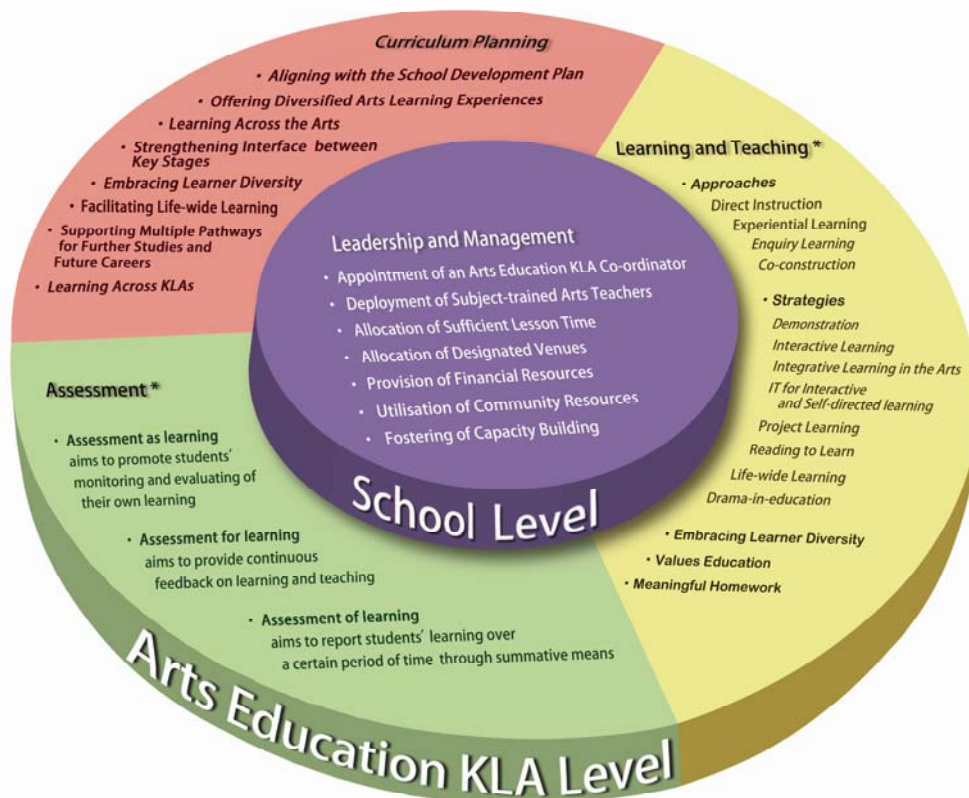 Curriculum Planning
• Aligning with the School Development Plan
• Offering Diversified Arts Learning Experiences
• Learning Across the Arts
• Strengthening Interface between
Key Stages
• Embracing Learner Diversity
• Facilitating Life-wide Learning
• Supporting Multiple Pathways
for Further Studies and
Future Careers
• Learning Across KLAs
Learning and Teaching *
• Approaches
Direct Instruction
Experiential Learning
Enquiry Learning
Co-construction
• Strategies
Demonstration
Interactive Learning
Integrative Learning in the Arts
IT for Interactive
and Self-directed learning
Project Learning
Reading to Learn
Life-wide Learning
Drama-in-education
• Embracing Learner Diversity
• Values Education
• Meaningful Homework
Leadership and Management
• Appointment of an Arts Education KLA Co-ordinator
• Deployment of Subject-trained Arts Teachers
• Allocation of Sufficient Lesson Time
• Allocation of Designated Venues
• Provision of Financial Resources
• Utilisation of Community Resources
• Fostering of Capacity Building
School Level
Assessment *
• Assessment as learning
aims to promote students'
monitoring and evaluating of
their own learning
• Assessment for learning
aims to provide continuous
feedback on learning and teaching
• Assessment of learning
aims to report students' learning over
a certain period of time through summative means
Arts Education KLA Level